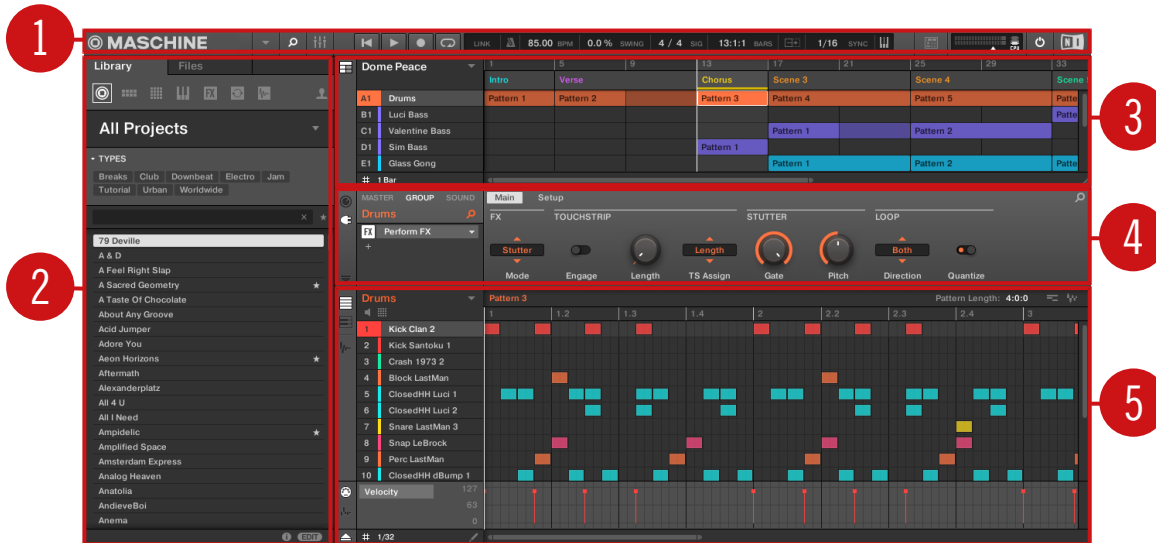 1
MASCHINE
LINK 85.00 BPM 0.0 % SWING 4 / 4 SIG 13:1:1 BARS 1/16 SYNC CPU NI
Library Files
FX
All Projects
TYPES
Breaks Club Downbeat Electro Jam
Tutorial Urban Worldwide
79 Deville
A & D
A Feel Right Slap
A Sacred Geometry
A Taste Of Chocolate
About Any Groove
Acid Jumper
Adore You
Aeon Horizons
Aftermath
Alexanderplatz
All 4 U
All I Need
Ampidelic
Amplified Space
Amsterdam Express
Analog Heaven
Anatolia
AndieveBoi
Anema
EDIT
2
Dome Peace
1 5 9 13 17 21 25 29 33
Intro Verse Chorus Scene 3 Scene 4 Scene
A1 Drums Pattern 1 Pattern 2 Pattern 3 Pattern 4 Pattern 5 Patte
B1 Luci Bass Patte
C1 Valentine Bass Pattern 1 Pattern 2
D1 Sim Bass Pattern 1
E1 Glass Gong Pattern 1 Pattern 2 Patte
# 1 Bar
3
MASTER GROUP SOUND Main Setup
Drums FX TOUCHSTRIP STUTTER LOOP
FX Perform FX
+
Stutter Length Both
Mode Engage Length TS Assign Gate Pitch Direction Quantize
4
Drums Pattern 3 Pattern Length: 4:0:0
1 1.2 1.3 1.4 2 2.2 2.3 2.4 3
1 Kick Clan 2
2 Kick Santoku 1
3 Crash 1973 2
4 Block LastMan
5 ClosedHH Luci 1
6 ClosedHH Luci 2
7 Snare LastMan 3
8 Snap LeBrock
9 Perc LastMan
10 ClosedHH dBump 1
Velocity 127
63
0
# 1/32
5